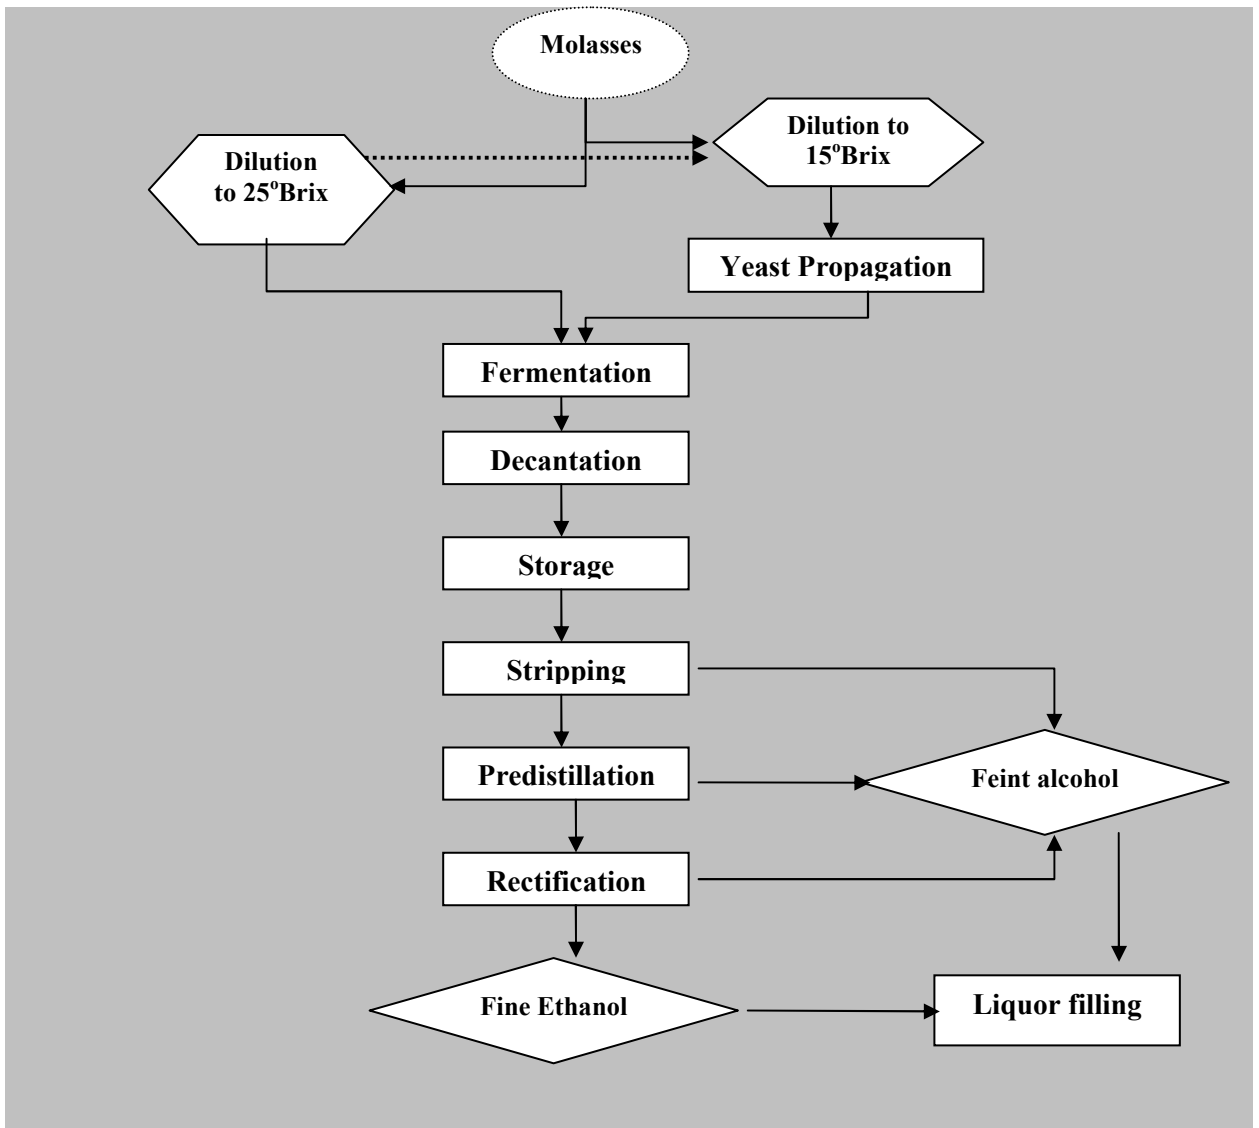 Molasses
Dilution to
15°Brix
Dilution
to 25°Brix
Yeast Propagation
Fermentation
Decantation
Storage
Stripping
Predistillation
Feint alcohol
Rectification
Fine Ethanol
Liquor filling